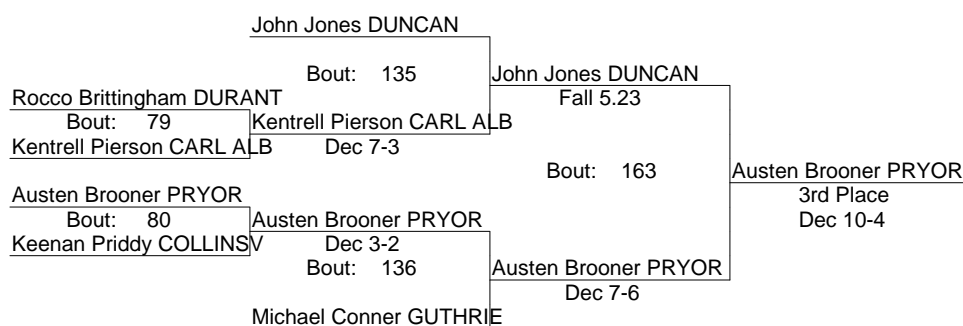 John Jones DUNCAN
Bout: 135
John Jones DUNCAN
Fall 5.23
Rocco Brittingham DURANT
Bout: 79
Kentrell Pierson CARL ALB
Kentrell Pierson CARL ALB
Dec 7-3
Bout: 163
Austen Brooner PRYOR
3rd Place
Dec 10-4
Austen Brooner PRYOR
Bout: 80
Austen Brooner PRYOR
Keenan Priddy COLLINSV
Dec 3-2
Bout: 136
Austen Brooner PRYOR
Dec 7-6
Michael Conner GUTHRIE